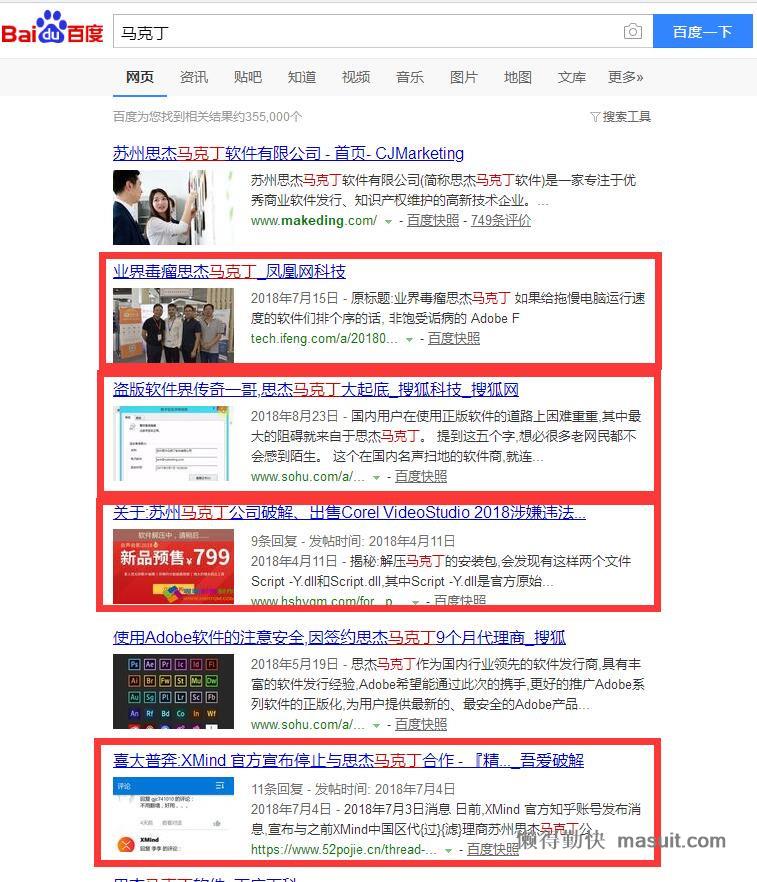 Bai du 百度
马克丁
百度一下
网页 资讯 贴吧 知道 视频 音乐 图片 地图 文库 更多»
百度为您找到相关结果约355,000个
搜索工具
苏州思杰马克丁软件有限公司 - 首页- CJMarketing
苏州思杰马克丁软件有限公司(简称思杰马克丁软件)是一家专注于优
秀商业软件发行、知识产权维护的高新技术企业。...
www.makeding.com/ - 百度快照 - 749条评价
业界毒瘤思杰马克丁_凤凰网科技
2018年7月15日 - 原标题:业界毒瘤思杰马克丁 如果给拖慢电脑运行速
度的软件们排个序的话, 非饱受诟病的 Adobe F
tech.ifeng.com/a/20180... - 百度快照
盗版软件界传奇一哥,思杰马克丁大起底_搜狐科技_搜狐网
2018年8月23日 - 国内用户在使用正版软件的道路上困难重重,其中最
大的阻碍就来自于思杰马克丁。 提到这五个字,想必很多老网民都不
会感到陌生。 这个在国内名声扫地的软件商,就连...
www.sohu.com/a/... - 百度快照
关于:苏州马克丁公司破解、出售Corel VideoStudio 2018涉嫌违法...
软件解压中，请稍后......
新品预售¥799
9条回复 - 发帖时间: 2018年4月11日
2018年4月11日 - 揭秘:解压马克丁的安装包,会发现有这样两个文件
Script -Y.dll和Script.dll,其中Script -Y.dll是官方原始...
www.hshvgm.com/for...p... - 百度快照
使用Adobe软件的注意安全,因签约思杰马克丁9个月代理商_搜狐
Ps Ae Pr Ic Id Fl
Ai Br Fw St Mu Dw
Au Sg Pl Lr Sc Fb
An Rf Bd Co In Wf
2018年5月19日 - 思杰马克丁作为国内行业领先的软件发行商,具有丰
富的软件发行经验,Adobe希望能通过此次的携手,更好的推广Adobe系
列软件的正版化,为用户提供最新的、最安全的Adobe产品...
www.sohu.com/a/... - 百度快照
喜大普奔:XMind 官方宣布停止与思杰马克丁合作 - 『精..._吾爱破解
评论
XMind
11条回复 - 发帖时间: 2018年7月4日
2018年7月4日 - 2018年7月3日消息 日前,XMind 官方知乎账号发布消
息,宣布与之前XMind中国区代{过}{滤}理商苏州思杰马克丁公
https://www.52pojie.cn/thread-... - 百度快照
懒得勤快 masuit.com